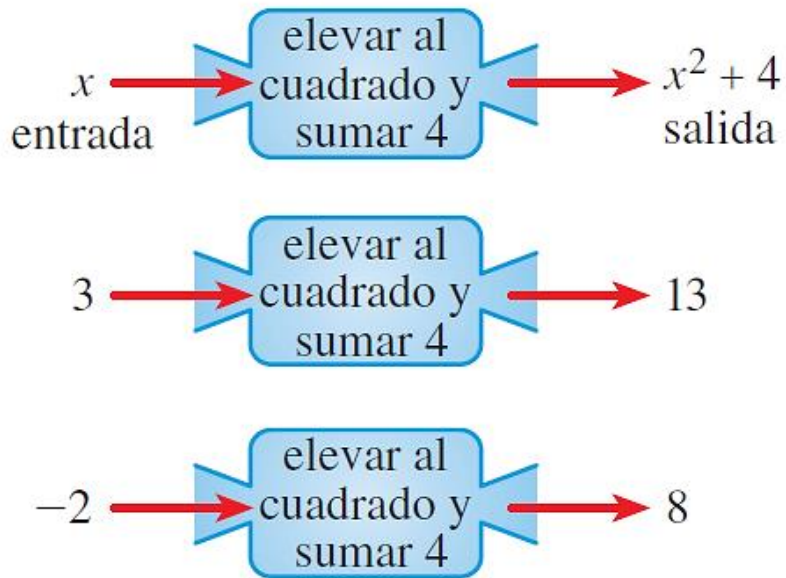 elevar al
x cuadrado y x² + 4
entrada sumar 4 salida
elevar al
3 cuadrado y 13
sumar 4
elevar al
−2 cuadrado y 8
sumar 4